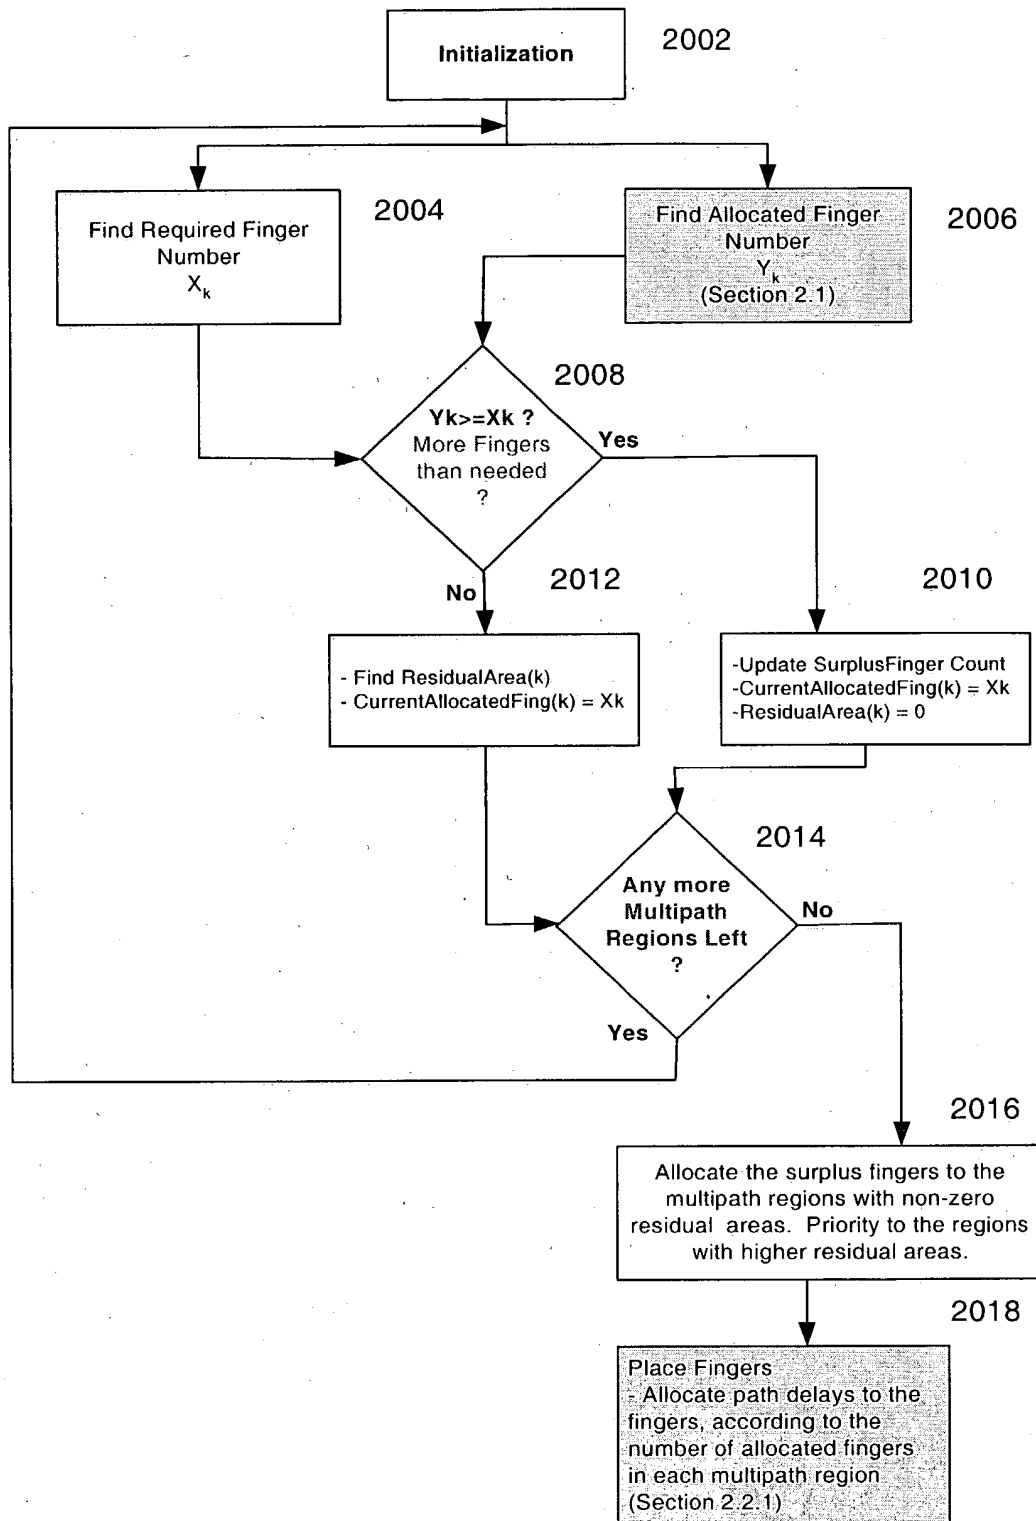 Initialization
2002
Find Required Finger
Number
Xk
2004
Find Allocated Finger
Number
Yk
(Section 2.1)
2006
2008
Yk>=Xk ?
More Fingers
than needed
?
Yes
No
2012
2010
- Find ResidualArea(k)
- CurrentAllocatedFing(k) = Xk
-Update SurplusFinger Count
-CurrentAllocatedFing(k) = Xk
-ResidualArea(k) = 0
2014
Any more
Multipath
Regions Left
?
No
Yes
2016
Allocate the surplus fingers to the
multipath regions with non-zero
residual areas. Priority to the regions
with higher residual areas.
2018
Place Fingers
- Allocate path delays to the
fingers, according to the
number of allocated fingers
in each multipath region
(Section 2.2.1)